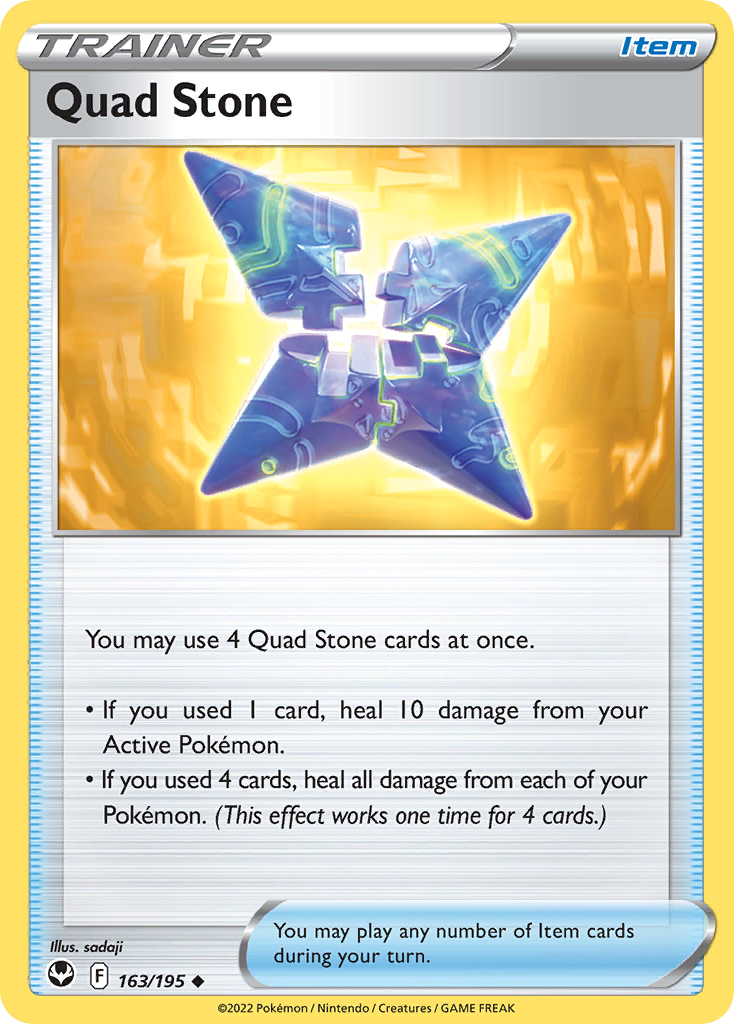 TRAINER
Item
Quad Stone
You may use 4 Quad Stone cards at once.
• If you used 1 card, heal 10 damage from your
Active Pokémon.
• If you used 4 cards, heal all damage from each of your
Pokémon. (This effect works one time for 4 cards.)
You may play any number of Item cards
during your turn.
Illus. sadaji
F
163/195 ◆
©2022 Pokémon / Nintendo / Creatures / GAME FREAK